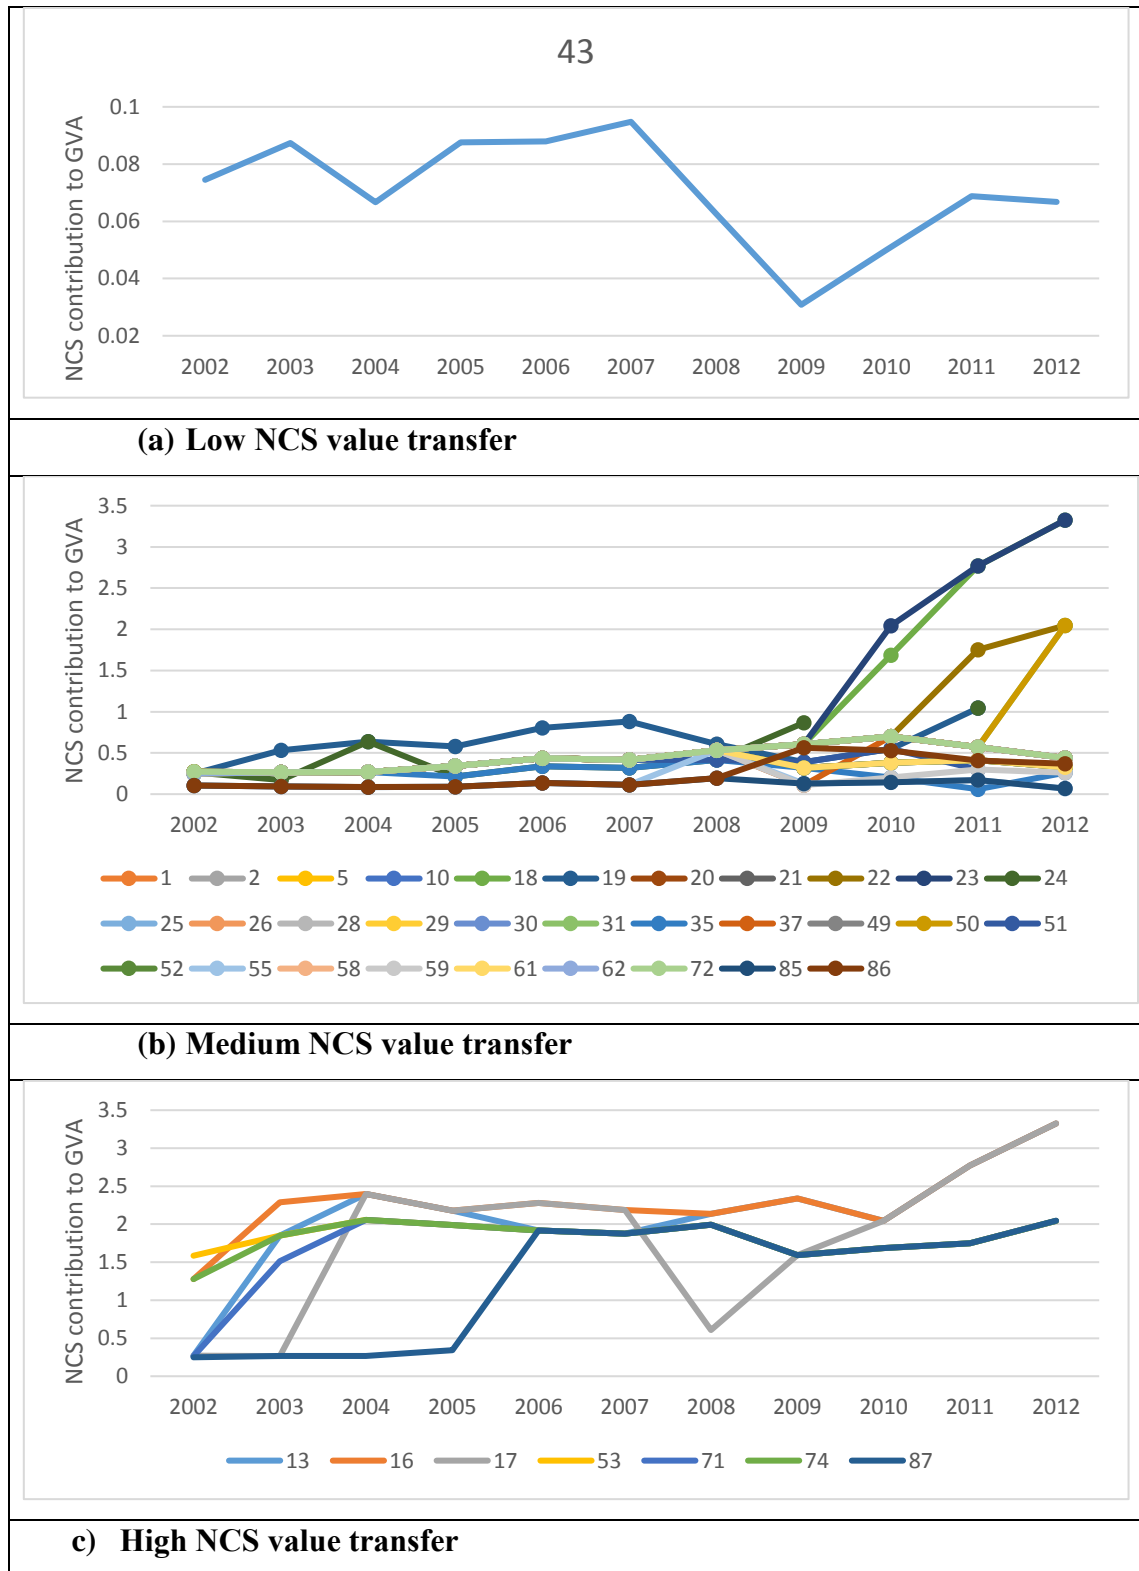 43
NCS contribution to GVA
0.1
0.08
0.06
0.04
0.02
2002 2003 2004 2005 2006 2007 2008 2009 2010 2011 2012
(a) Low NCS value transfer
NCS contribution to GVA
3.5
3
2.5
2
1.5
1
0.5
0
2002 2003 2004 2005 2006 2007 2008 2009 2010 2011 2012
1 2 5 10 18 19 20 21 22 23 24
25 26 28 29 30 31 35 37 49 50 51
52 55 58 59 61 62 72 85 86
(b) Medium NCS value transfer
NCS contribution to GVA
3.5
3
2.5
2
1.5
1
0.5
0
2002 2003 2004 2005 2006 2007 2008 2009 2010 2011 2012
13 16 17 53 71 74 87
c) High NCS value transfer